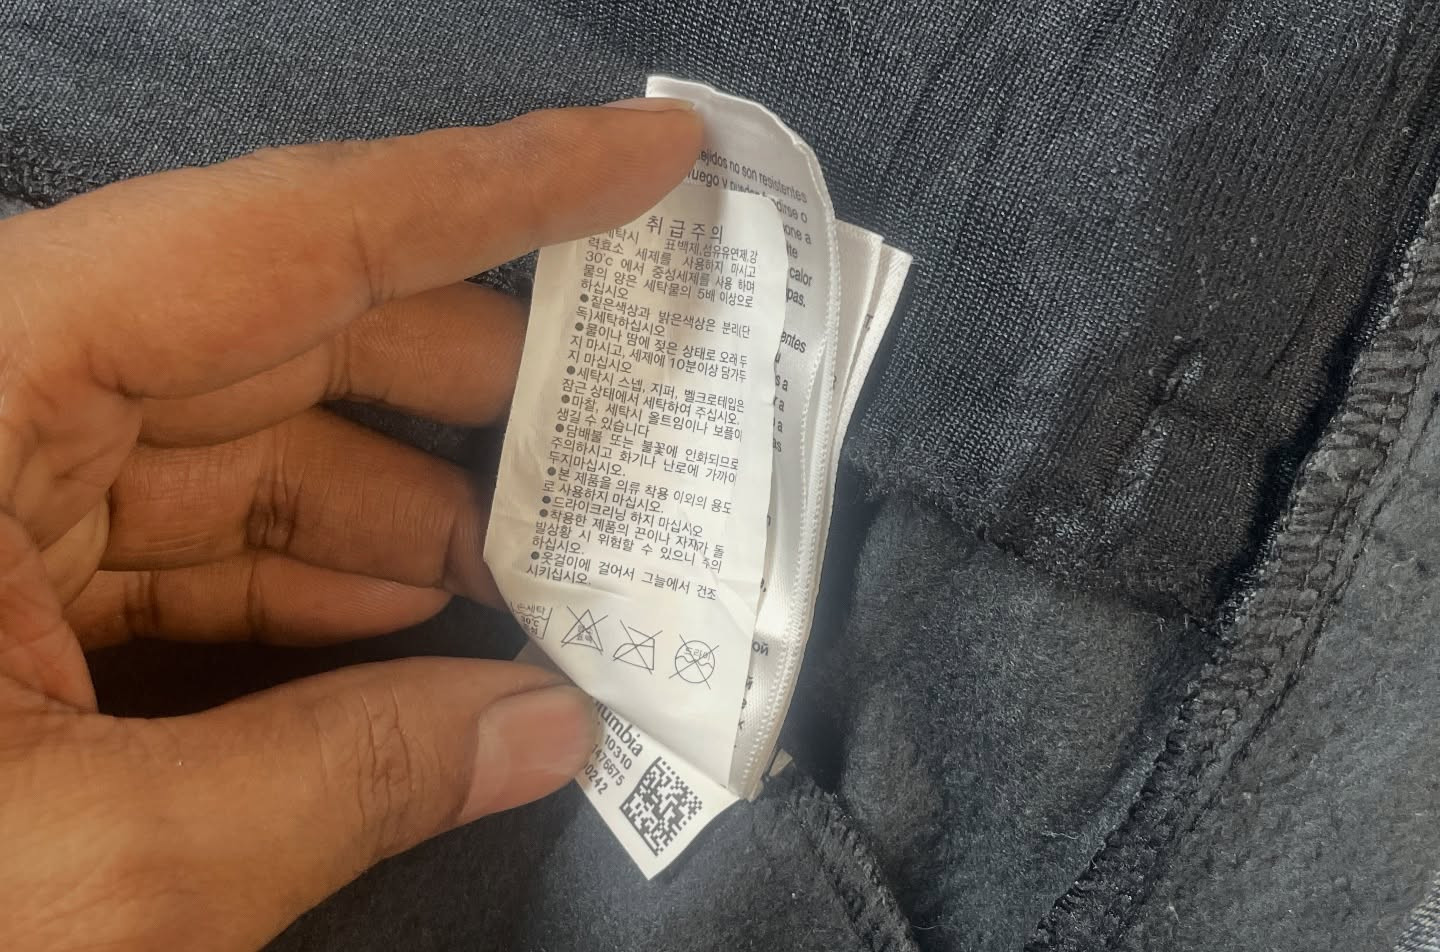 no son resistentes
취급주의
표백제,섬유유연제,강
력효소 세제를 사용하지 마시고
30°c 에서 중성세제를 사용 하며
물의 양은 세탁물의 5배 이상으로
하십시오
●짙은색상과 밝은색상은 분리(단
독)세탁하십시오
●물이나 땀에 젖은 상태로 오래 두
지 마시고, 세제에 10분이상 담가두
지 마십시오
●세탁시 스냅, 지퍼, 벨크로테입은
잠근 상태에서 세탁하여 주십시오.
●마찰, 세탁시 올트임이나 보풀이
생길 수 있습니다
●담배불 또는 불꽃에 인화되므로
주의하시고 화기나 난로에 가까이
두지마십시오.
●본 제품을 의류 착용 이외의 용도
로 사용하지 마십시오.
●드라이크리닝 하지 마십시오
●착용한 제품의 끈이나 자재가 돌
발상황 시 위험할 수 있으니 주의
하십시오.
●옷걸이에 걸어서 그늘에서 건조
시키십시오.
손세탁
드라이
10310